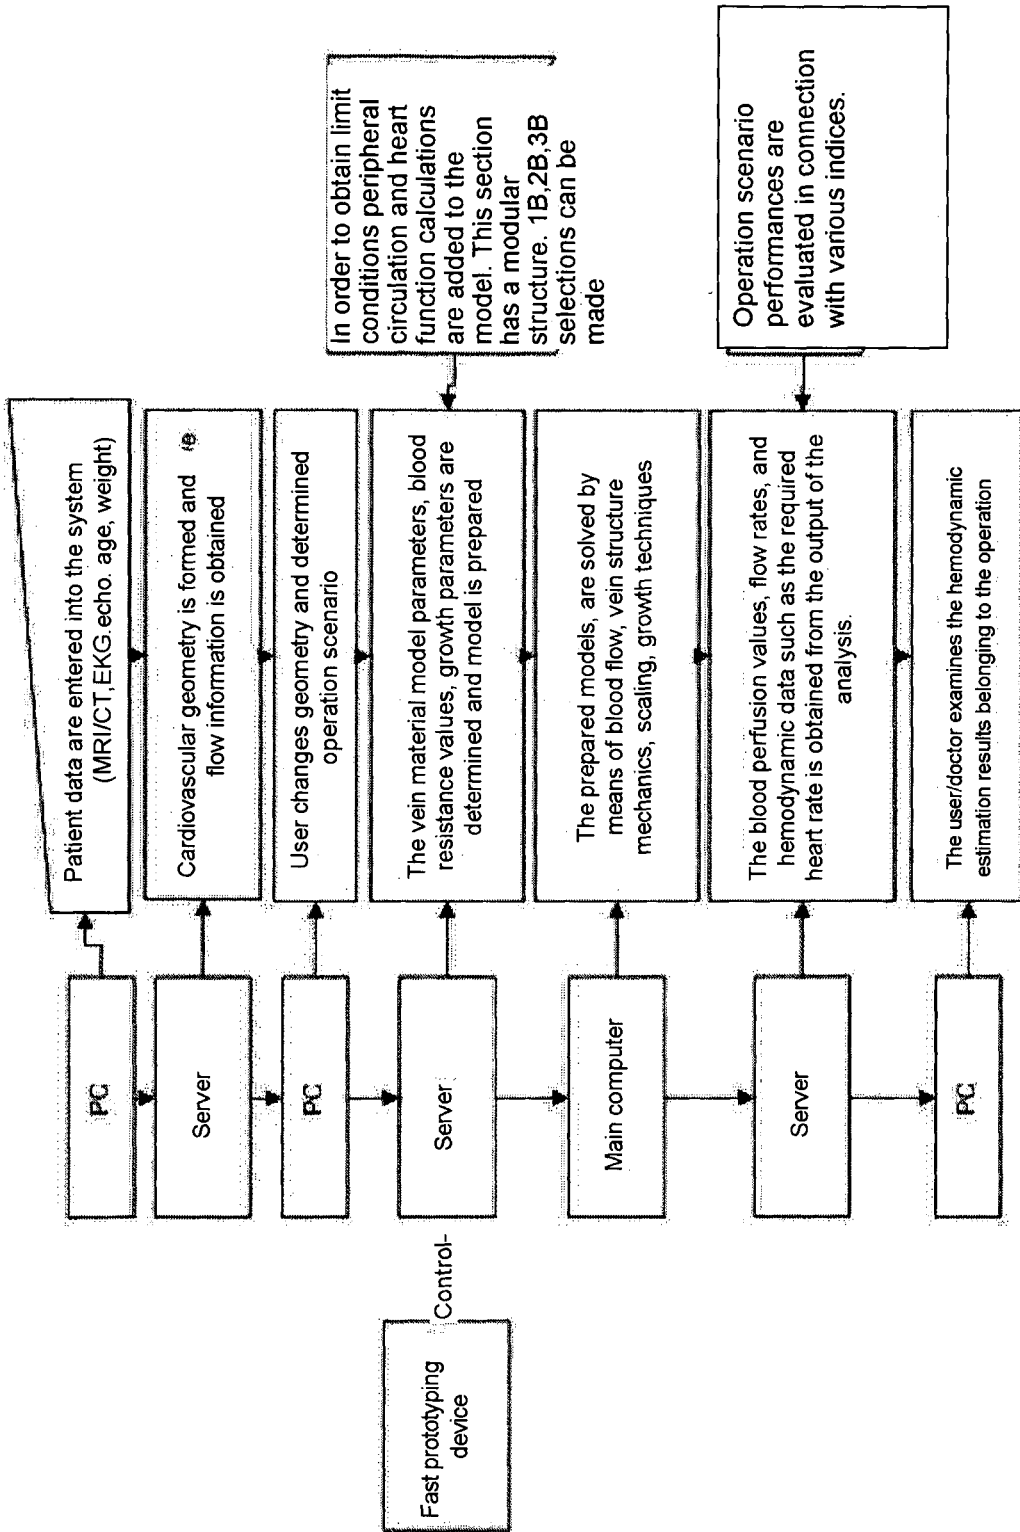 Patient data are entered into the system
(MRI/CT,EKG.echo. age, weight)
Cardiovascular geometry is formed and
flow information is obtained
User changes geometry and determined
operation scenario
The vein material model parameters, blood
resistance values, growth parameters are
determined and model is prepared
The prepared models, are solved by
means of blood flow, vein structure
mechanics, scaling, growth techniques
The blood perfusion values, flow rates, and
hemodynamic data such as the required
heart rate is obtained from the output of the
analysis.
The user/doctor examines the hemodynamic
estimation results belonging to the operation
In order to obtain limit
conditions peripheral
circulation and heart
function calculations
are added to the
model. This section
has a modular
structure. 1B,2B,3B
selections can be
made
Operation scenario
performances are
evaluated in connection
with various indices.
PC
Server
PC
Server
Main computer
Server
PC
Control-
Fast prototyping
device